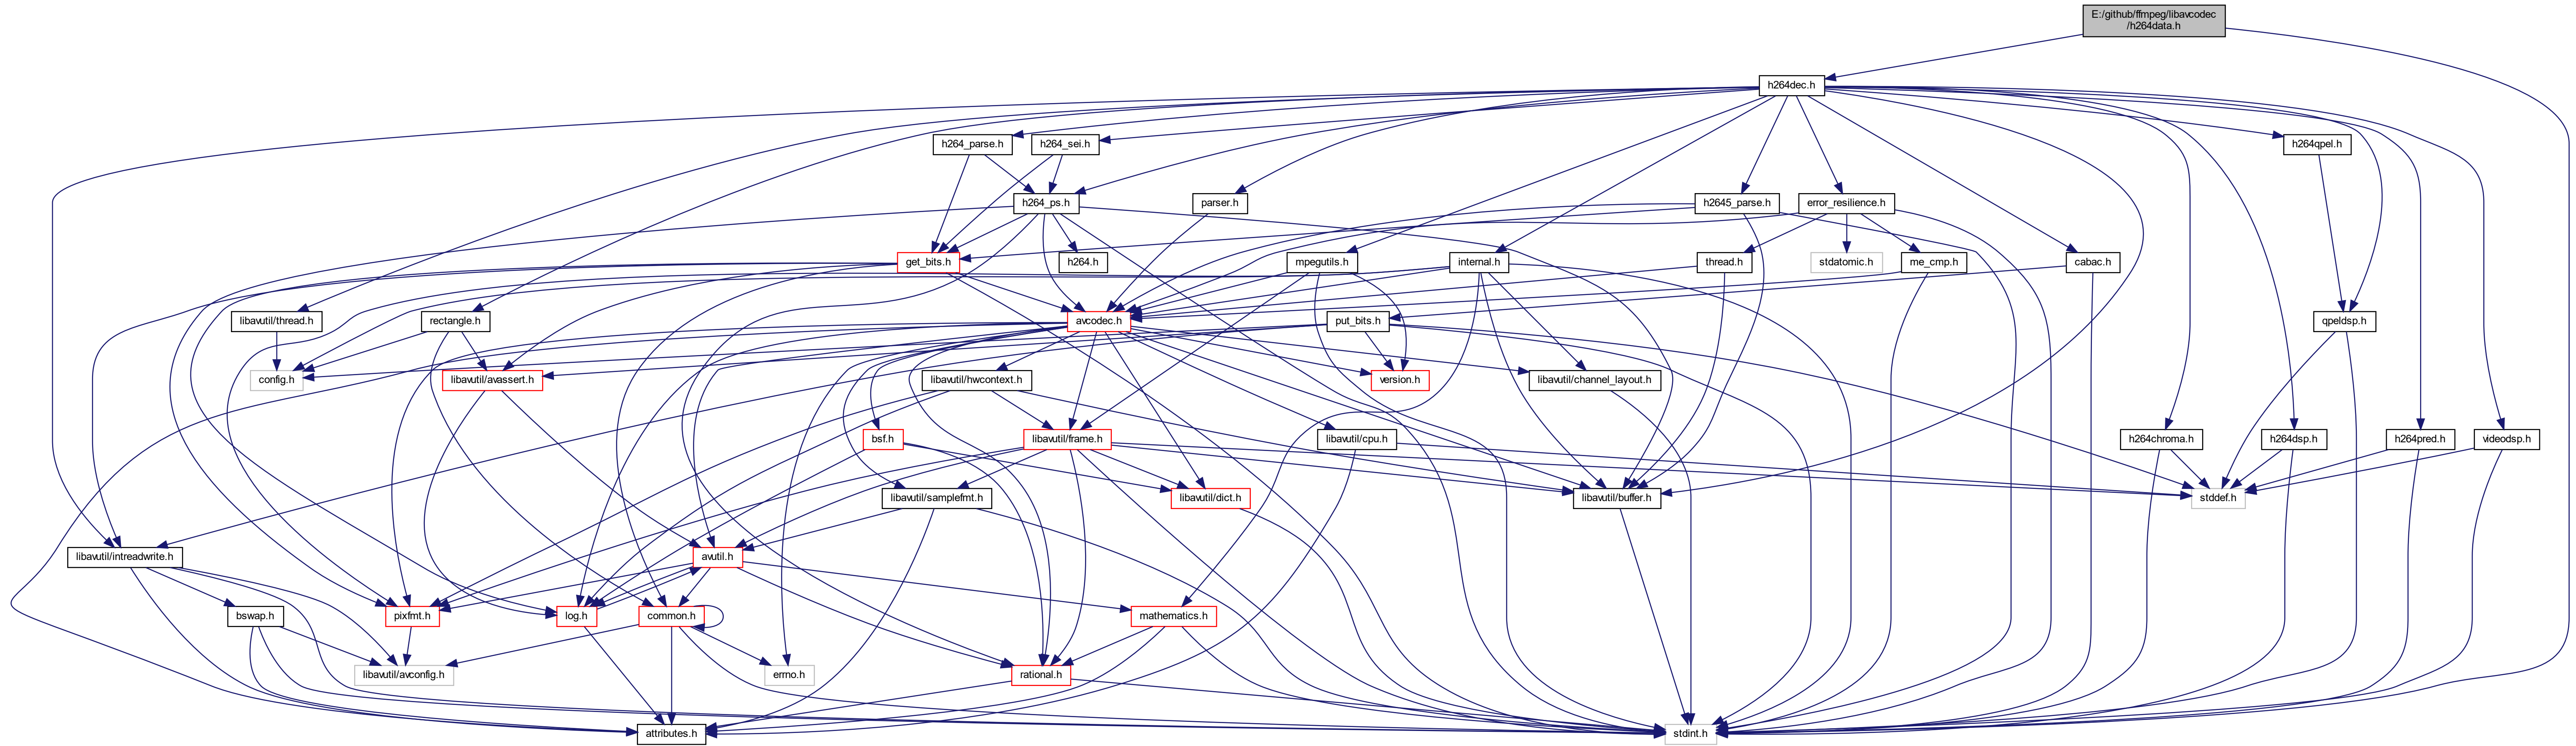 E:/github/ffmpeg/libavcodec
/h264data.h
h264dec.h
h264_parse.h
h264_sei.h
h264qpel.h
h264_ps.h
parser.h
h2645_parse.h
error_resilience.h
get_bits.h
h264.h
mpegutils.h
internal.h
thread.h
stdatomic.h
me_cmp.h
cabac.h
libavutil/thread.h
rectangle.h
avcodec.h
put_bits.h
qpeldsp.h
config.h
libavutil/avassert.h
libavutil/hwcontext.h
version.h
libavutil/channel_layout.h
bsf.h
libavutil/frame.h
libavutil/cpu.h
h264chroma.h
h264dsp.h
h264pred.h
videodsp.h
libavutil/samplefmt.h
libavutil/dict.h
libavutil/buffer.h
stddef.h
libavutil/intreadwrite.h
avutil.h
bswap.h
pixfmt.h
log.h
common.h
mathematics.h
libavutil/avconfig.h
errno.h
rational.h
attributes.h
stdint.h